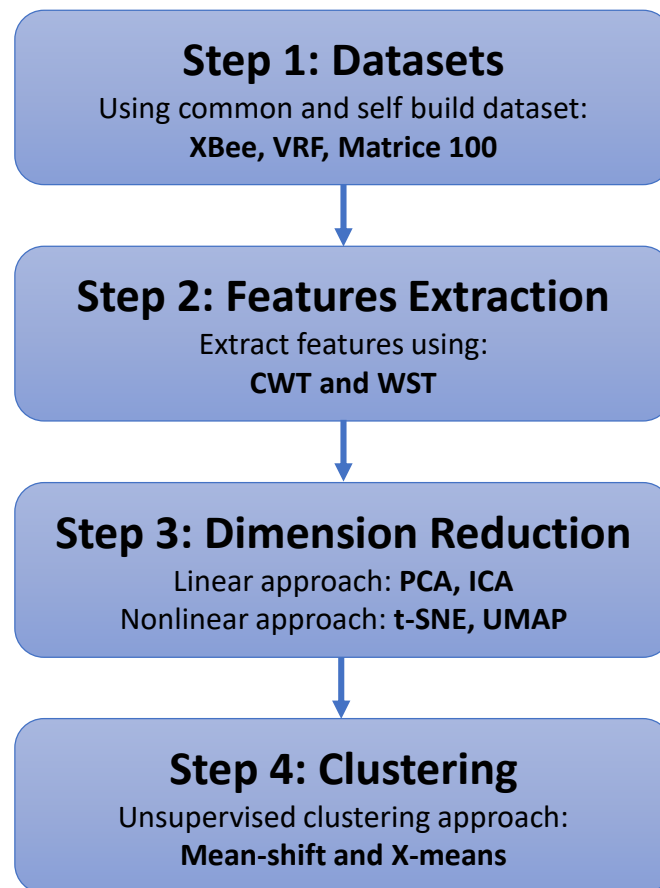 Step 1: Datasets
Using common and self build dataset:
XBee, VRF, Matrice 100
Step 2: Features Extraction
Extract features using:
CWT and WST
Step 3: Dimension Reduction
Linear approach: PCA, ICA
Nonlinear approach: t-SNE, UMAP
Step 4: Clustering
Unsupervised clustering approach:
Mean-shift and X-means